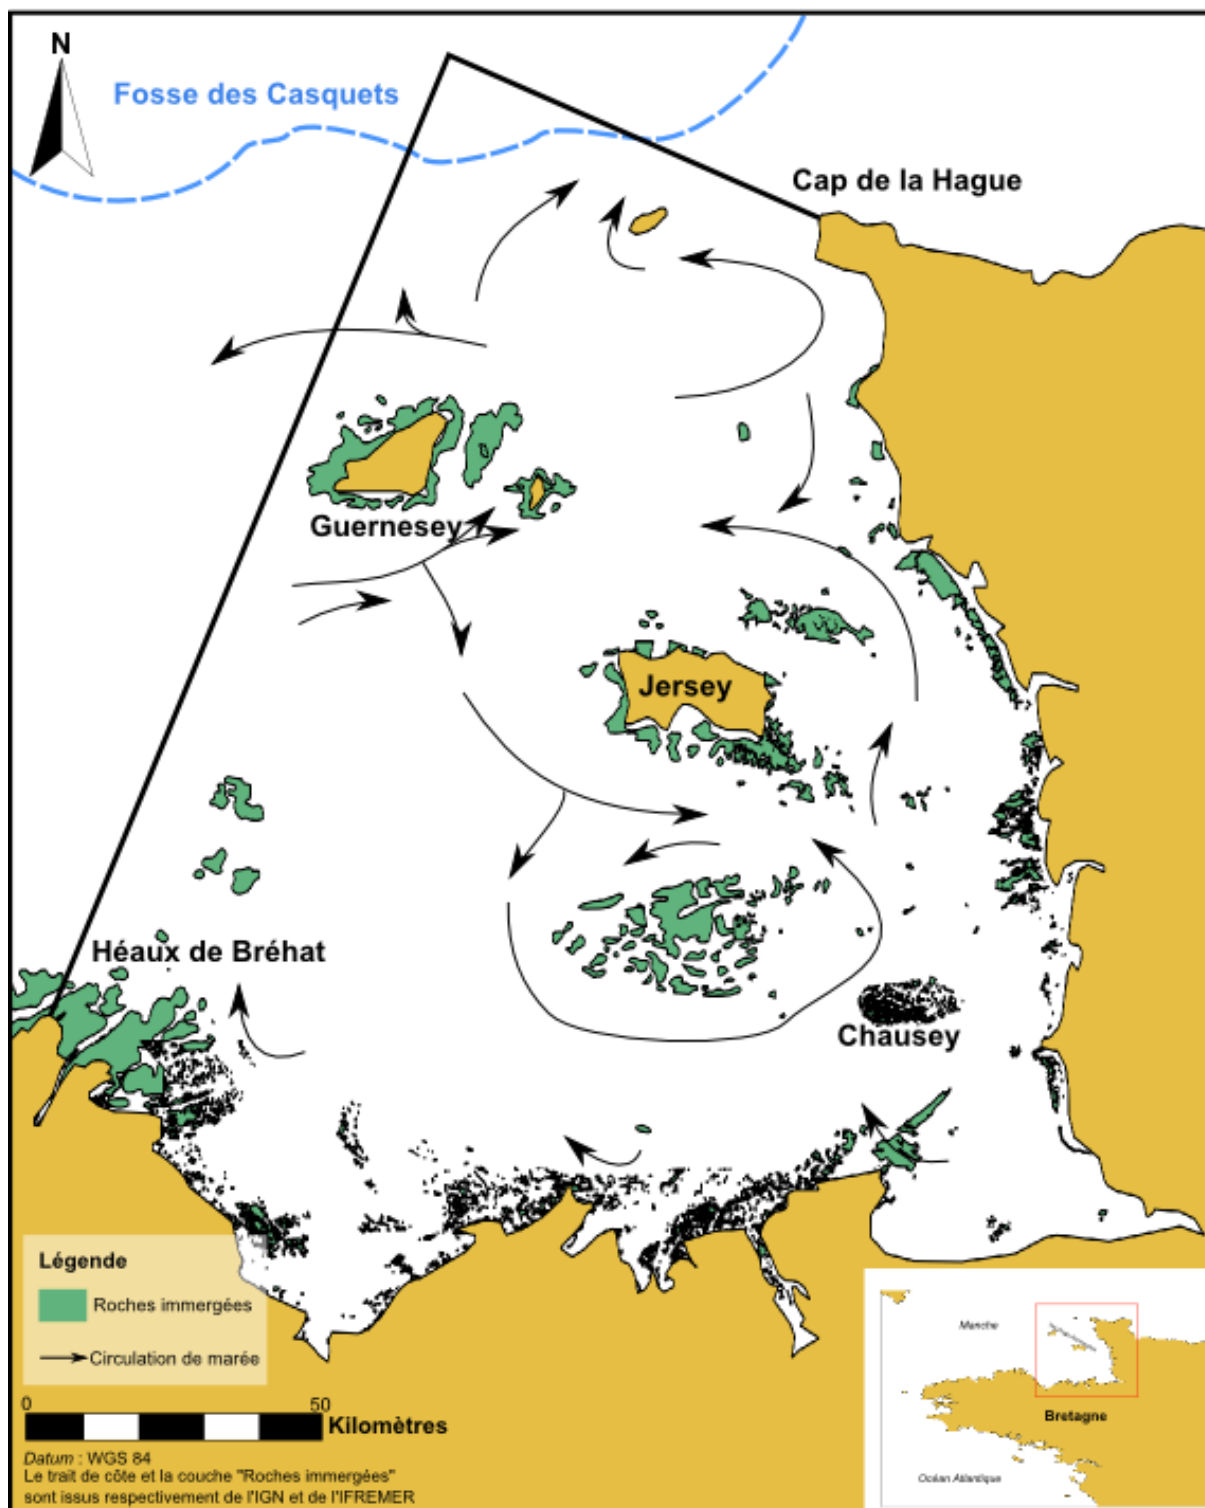 N
Fosse des Casquets
Cap de la Hague
Guernesey
Jersey
Héaux de Bréhat
Chausey
Légende
Roches immergées
Circulation de marée
0 50
Kilomètres
Datum : WGS 84
Le trait de côte et la couche "Roches immergées"
sont issus respectivement de l'IGN et de l'IFREMER
Manche
Bretagne
Océan Atlantique